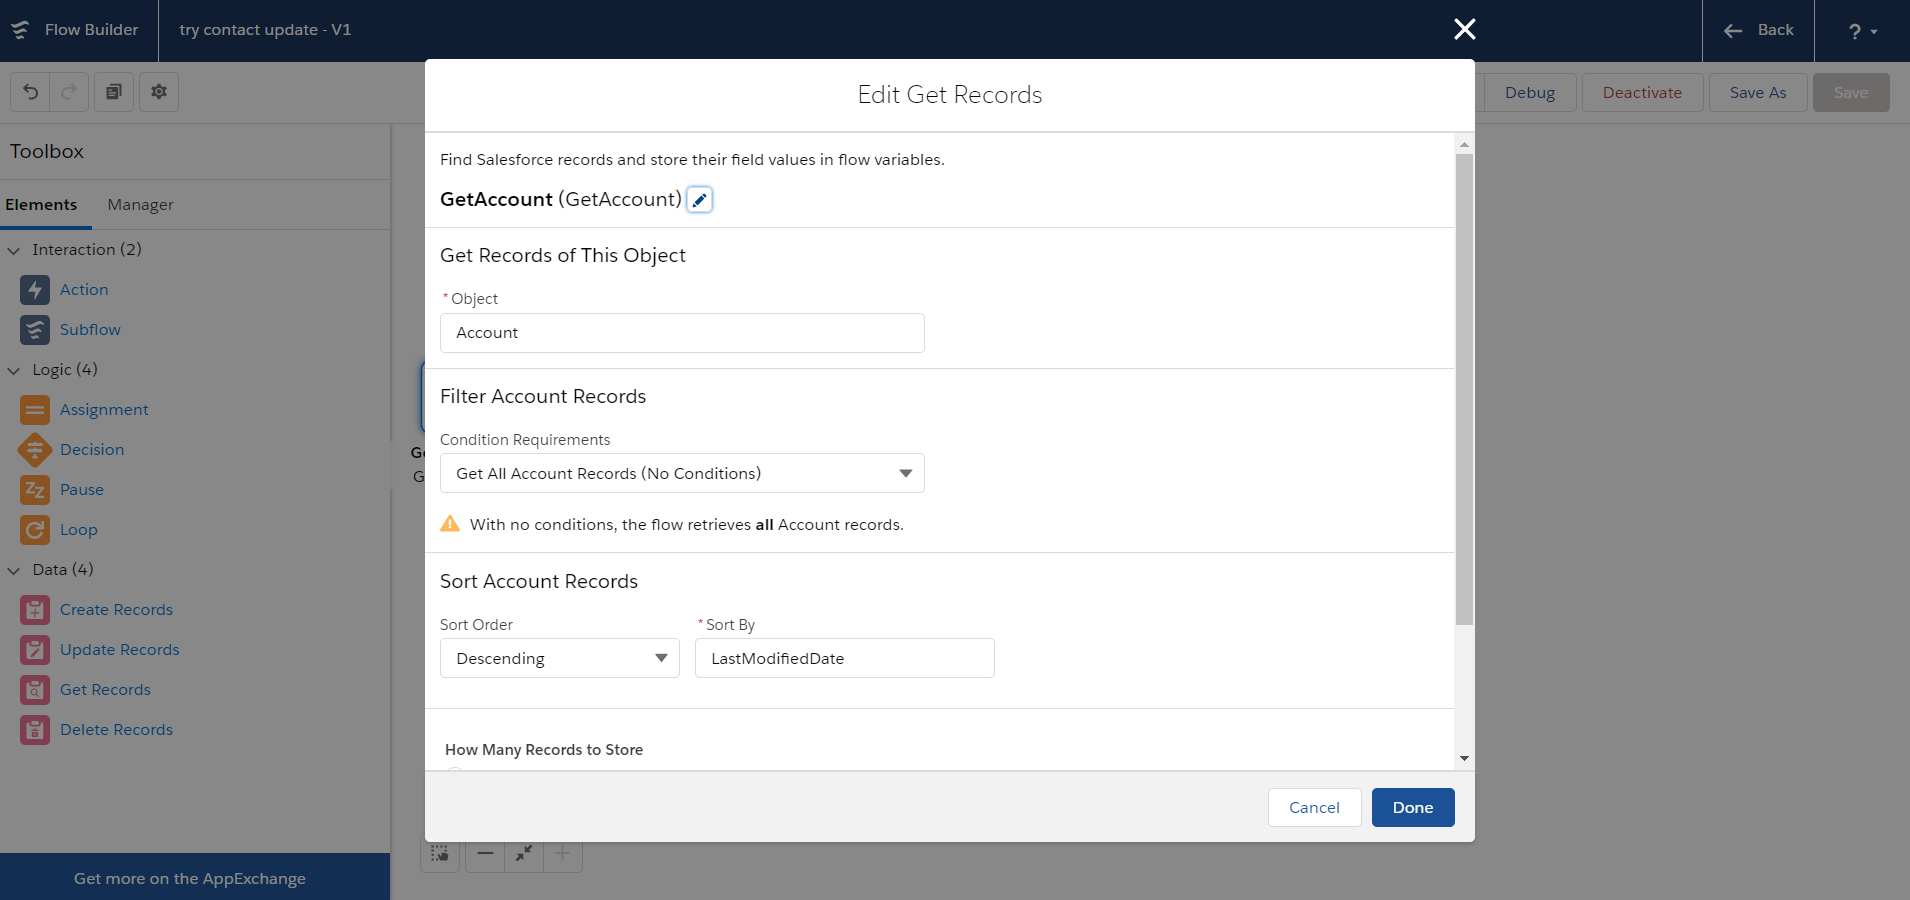 Flow Builder
try contact update - V1
Back
?
Debug
Deactivate
Save As
Save
Toolbox
Elements
Manager
Interaction (2)
Action
Subflow
Logic (4)
Assignment
Decision
Pause
Loop
Data (4)
Create Records
Update Records
Get Records
Delete Records
Get more on the AppExchange
G
Edit Get Records
Find Salesforce records and store their field values in flow variables.
GetAccount (GetAccount)
Get Records of This Object
* Object
Account
Filter Account Records
Condition Requirements
Get All Account Records (No Conditions)
With no conditions, the flow retrieves all Account records.
Sort Account Records
Sort Order
* Sort By
Descending
LastModifiedDate
How Many Records to Store
Cancel
Done